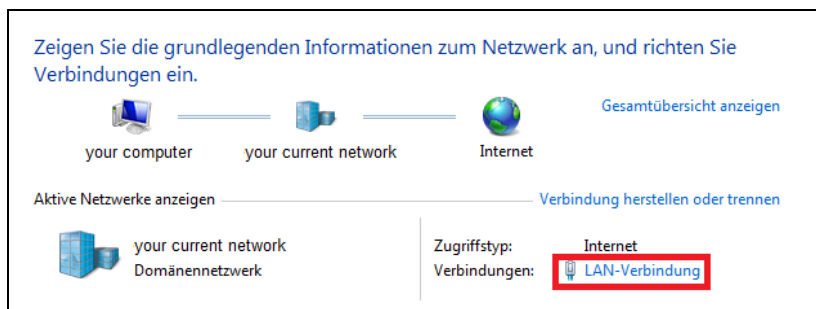 Zeigen Sie die grundlegenden Informationen zum Netzwerk an, und richten Sie
Verbindungen ein.
Gesamtübersicht anzeigen
your computer your current network Internet
Aktive Netzwerke anzeigen Verbindung herstellen oder trennen
your current network
Domänennetzwerk
Zugriffstyp: Internet
Verbindungen: LAN-Verbindung